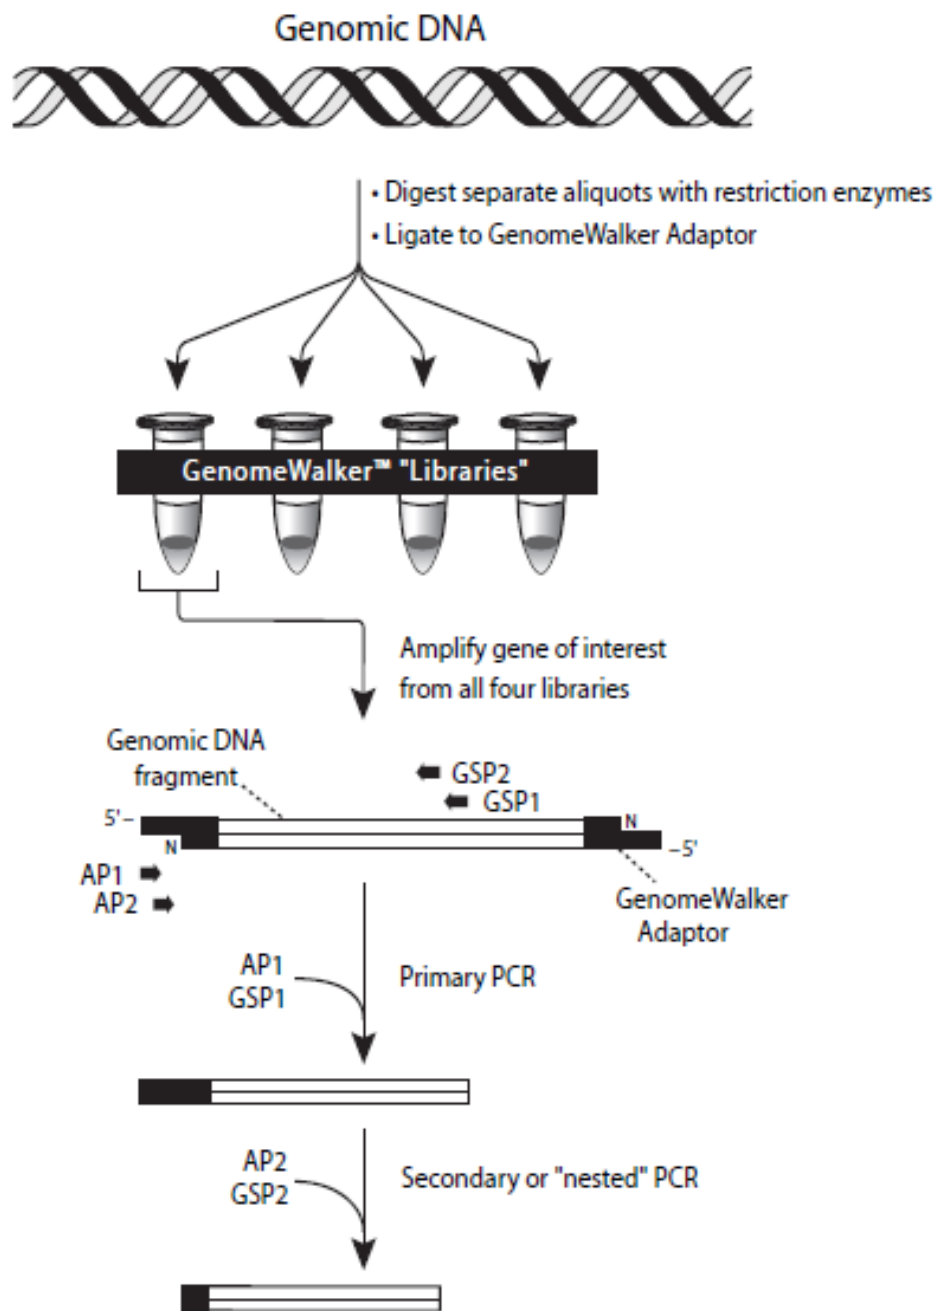 Genomic DNA
• Digest separate aliquots with restriction enzymes
• Ligate to GenomeWalker Adaptor
GenomeWalker™ "Libraries"
Amplify gene of interest
from all four libraries
Genomic DNA
fragment
GSP2
GSP1
5'–
N
N
–5'
AP1
AP2
GenomeWalker
Adaptor
AP1
GSP1
Primary PCR
AP2
GSP2
Secondary or "nested" PCR